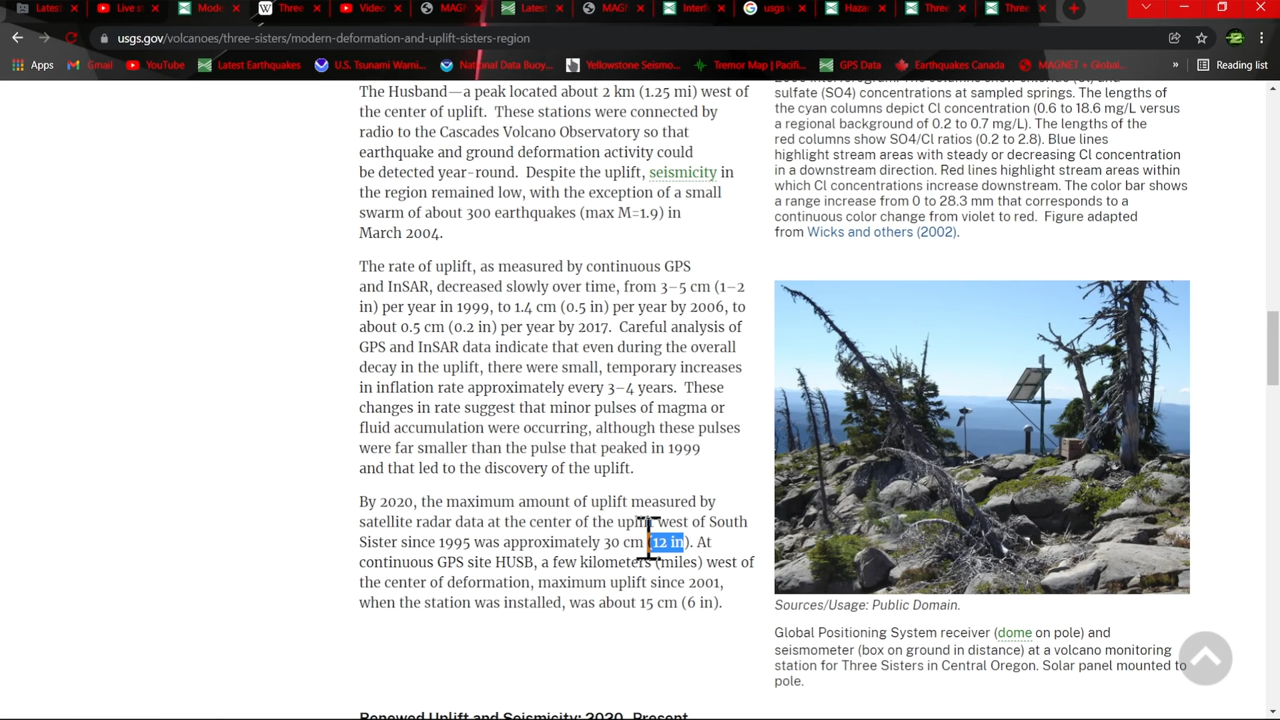 Latest
Live s
Mode
Three
Video
MAG
Latest
MAG
Interf
usgs v
Hazar
Three
Three
usgs.gov/volcanoes/three-sisters/modern-deformation-and-uplift-sisters-region
Apps
Gmail
YouTube
Latest Earthquakes
U.S. Tsunami Warni...
National Data Buoy...
Yellowstone Seismo...
Tremor Map | Pacifi...
GPS Data
Earthquakes Canada
MAGNET + Global...
»
Reading list
The Husband—a peak located about 2 km (1.25 mi) west of
the center of uplift. These stations were connected by
radio to the Cascades Volcano Observatory so that
earthquake and ground deformation activity could
be detected year-round. Despite the uplift, seismicity in
the region remained low, with the exception of a small
swarm of about 300 earthquakes (max M=1.9) in
March 2004.
The rate of uplift, as measured by continuous GPS
and InSAR, decreased slowly over time, from 3–5 cm (1–2
in) per year in 1999, to 1.4 cm (0.5 in) per year by 2006, to
about 0.5 cm (0.2 in) per year by 2017. Careful analysis of
GPS and InSAR data indicate that even during the overall
decay in the uplift, there were small, temporary increases
in inflation rate approximately every 3–4 years. These
changes in rate suggest that minor pulses of magma or
fluid accumulation were occurring, although these pulses
were far smaller than the pulse that peaked in 1999
and that led to the discovery of the uplift.
By 2020, the maximum amount of uplift measured by
satellite radar data at the center of the uplift west of South
Sister since 1995 was approximately 30 cm (12 in). At
continuous GPS site HUSB, a few kilometers (miles) west of
the center of deformation, maximum uplift since 2001,
when the station was installed, was about 15 cm (6 in).
Renewed Uplift and Seismicity: 2020–Present
sulfate (SO4) concentrations at sampled springs. The lengths of
the cyan columns depict Cl concentration (0.6 to 18.6 mg/L versus
a regional background of 0.2 to 0.7 mg/L). The lengths of the
red columns show SO4/Cl ratios (0.2 to 2.8). Blue lines
highlight stream areas with steady or decreasing Cl concentration
in a downstream direction. Red lines highlight stream areas within
which Cl concentrations increase downstream. The color bar shows
a range increase from 0 to 28.3 mm that corresponds to a
continuous color change from violet to red. Figure adapted
from Wicks and others (2002).
Sources/Usage: Public Domain.
Global Positioning System receiver (dome on pole) and
seismometer (box on ground in distance) at a volcano monitoring
station for Three Sisters in Central Oregon. Solar panel mounted to
pole.